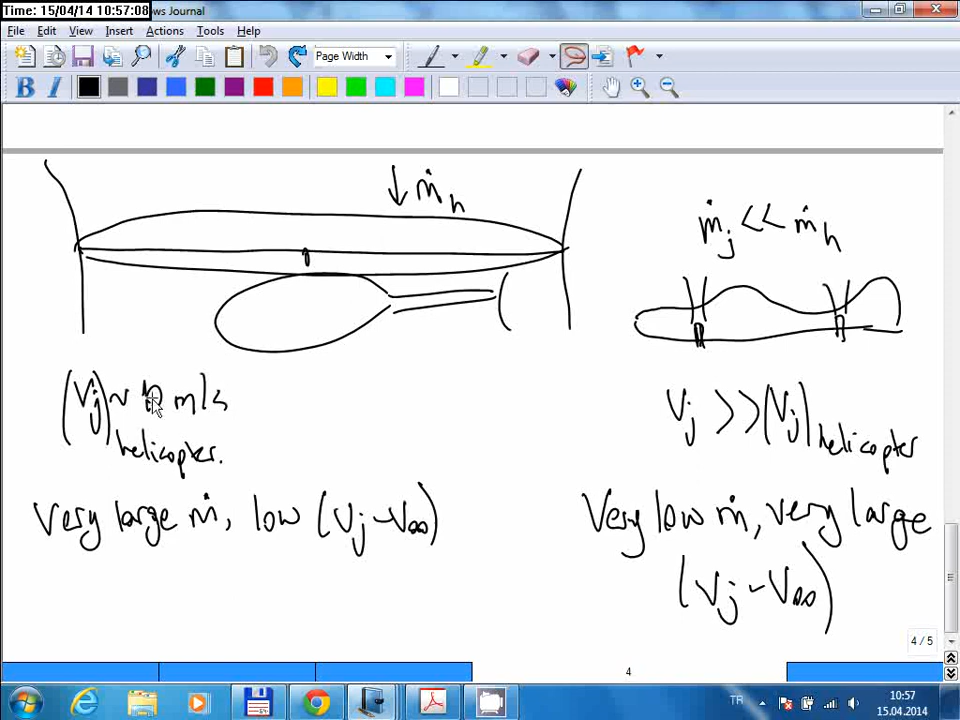 Time: 15/04/14 10:57:08
ws Journal
File Edit View Insert Actions Tools Help
Page Width
B I
↓ ṁh
ṁj << ṁh
(Vj) ~ m/s
helicopter.
Vj >> (Vj) helicopter
Very large ṁ, low (Vj - V∞)
Very low ṁ, very large
(Vj - V∞)
4 / 5
4
TR
10:57
15.04.2014